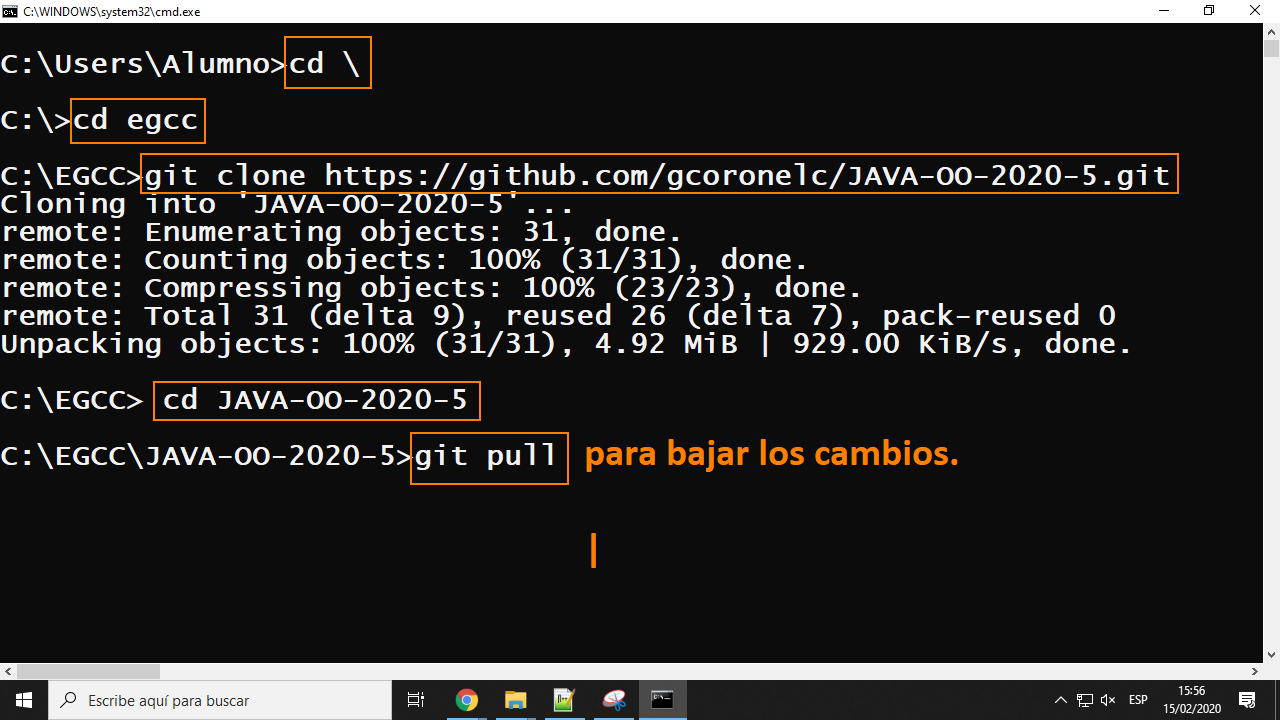 C:\WINDOWS\system32\cmd.exe
C:\Users\Alumno>cd \
C:\>cd egcc
C:\EGCC>git clone https://github.com/gcoronelc/JAVA-OO-2020-5.git
Cloning into 'JAVA-OO-2020-5'...
remote: Enumerating objects: 31, done.
remote: Counting objects: 100% (31/31), done.
remote: Compressing objects: 100% (23/23), done.
remote: Total 31 (delta 9), reused 26 (delta 7), pack-reused 0
Unpacking objects: 100% (31/31), 4.92 MiB | 929.00 KiB/s, done.
C:\EGCC> cd JAVA-OO-2020-5
C:\EGCC\JAVA-OO-2020-5>git pull para bajar los cambios.
Escribe aquí para buscar
ESP
15:56
15/02/2020